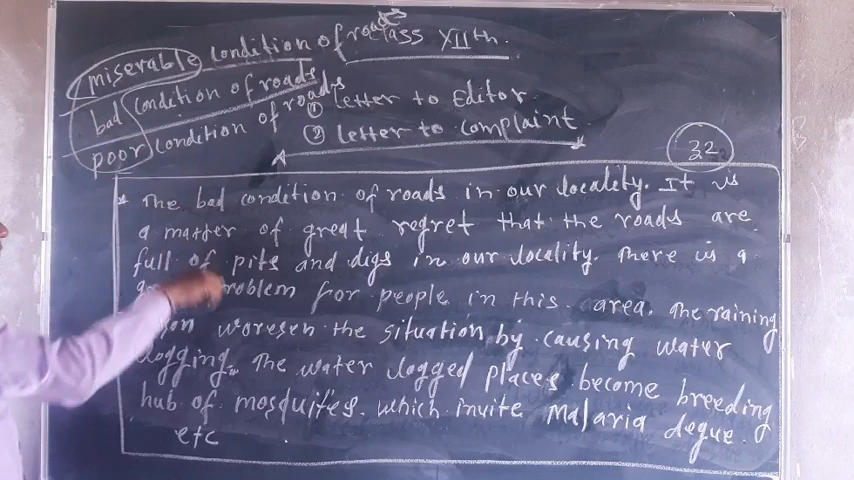 miserable condition of roads Class XIIth.
bad condition of roads
poor condition of roads
① letter to Editor.
② letter to complaint
32
* The bad condition of roads in our locality. It is
a matter of great regret that the roads are
full of pits and digs in our locality. There is a
problem for people in this area. The raining
woresen the situation by causing water
logging. The water logged places become breeding
hub of mosquites. which invite malaria degue.
etc